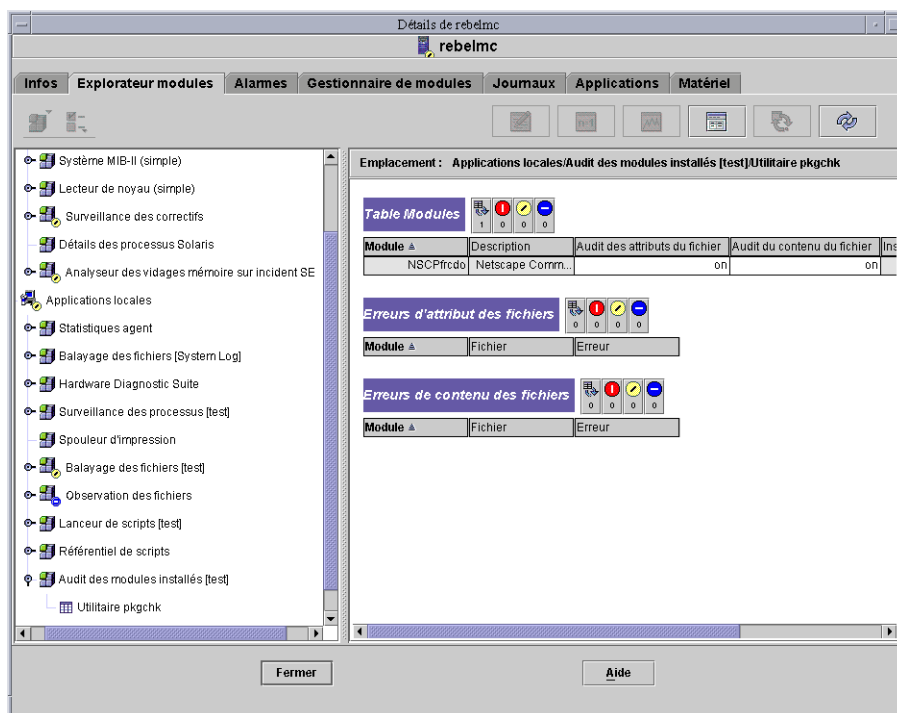 Détails de rebelmc
rebelmc
Infos Explorateur modules Alarmes Gestionnaire de modules Journaux Applications Matériel
Système MIB-II (simple)
Lecteur de noyau (simple)
Surveillance des correctifs
Détails des processus Solaris
Analyseur des vidages mémoire sur incident SE
Applications locales
Statistiques agent
Balayage des fichiers [System Log]
Hardware Diagnostic Suite
Surveillance des processus [test]
Spouleur d'impression
Balayage des fichiers [test]
Observation des fichiers
Lanceur de scripts [test]
Référentiel de scripts
Audit des modules installés [test]
Utilitaire pkgchk
Emplacement : Applications locales/Audit des modules installés [test]/Utilitaire pkgchk
Table Modules 1 0 0 0
Module Description Audit des attributs du fichier Audit du contenu du fichier Ins
NSCPfrcdo Netscape Comm... on on
Erreurs d'attribut des fichiers 0 0 0 0
Module Fichier Erreur
Erreurs de contenu des fichiers 0 0 0 0
Module Fichier Erreur
Fermer Aide